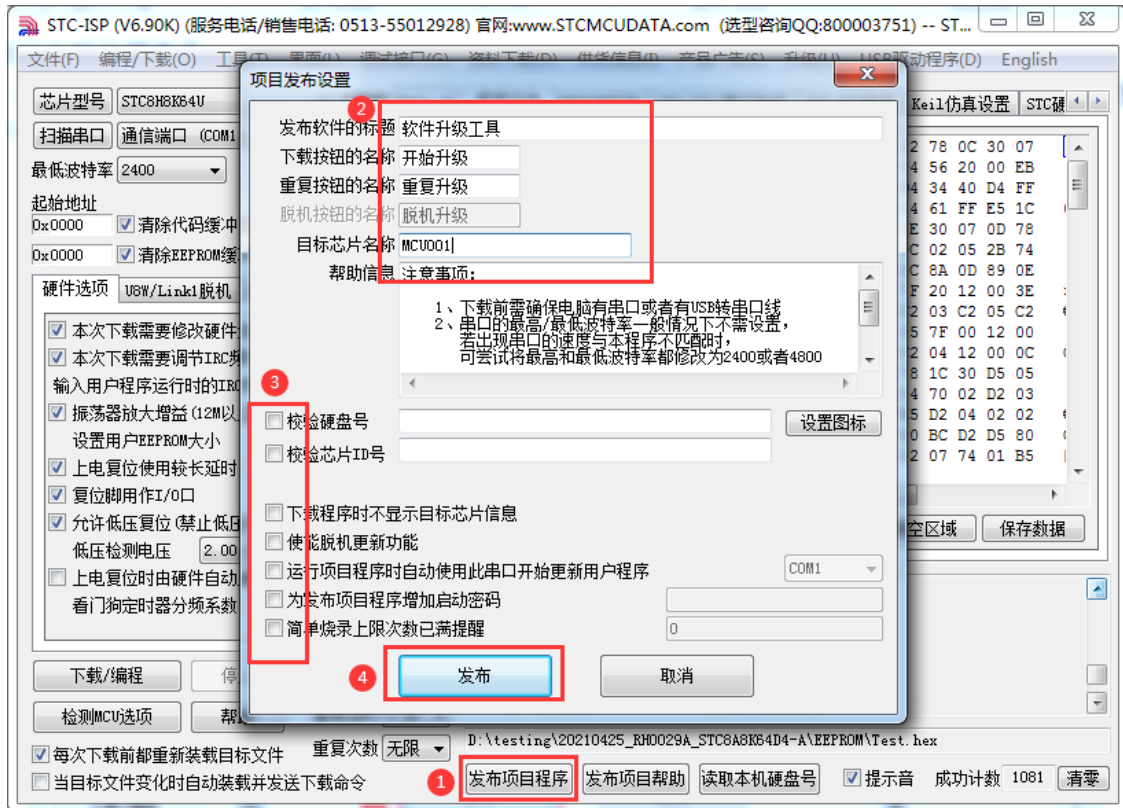 STC-ISP (V6.90K) (服务电话/销售电话: 0513-55012928) 官网:www.STCMCUDATA.com (选型咨询QQ:800003751) -- ST...
文件(F) 编程/下载(O) 驱动程序(D) English
项目发布设置
芯片型号 STC8H8K64U
Keil仿真设置 STC硬
扫描串口 通信端口 (COM1
最低波特率 2400
起始地址
0x0000 清除代码缓冲
0x0000 清除EEPROM缓
硬件选项 U8W/Link1脱机
本次下载需要修改硬件
本次下载需要调节IRC频
输入用户程序运行时的IRC
振荡器放大增益(12M以
设置用户EEPROM大小
上电复位使用较长延时
复位脚用作I/O口
允许低压复位(禁止低压
低压检测电压 2.00
上电复位时由硬件自动
看门狗定时器分频系数
2
发布软件的标题 软件升级工具
下载按钮的名称 开始升级
重复按钮的名称 重复升级
脱机按钮的名称 脱机升级
目标芯片名称 MCU001
帮助信息 注意事项:
1、下载前需确保电脑有串口或者有USB转串口线
2、串口的最高/最低波特率一般情况下不需设置,
若出现串口的速度与本程序不匹配时,
可尝试将最高和最低波特率都修改为2400或者4800
3
校验硬盘号 设置图标
校验芯片ID号
下载程序时不显示目标芯片信息
使能脱机更新功能
运行项目程序时自动使用此串口开始更新用户程序 COM1
为发布项目程序增加启动密码
简单烧录上限次数已满提醒 0
4 发布 取消
2 78 0C 30 07
4 56 20 00 EB
4 34 40 D4 FF
4 61 FF E5 1C
E 30 07 0D 78
C 02 05 2B 74
C 8A 0D 89 0E
F 20 12 00 3E
2 03 C2 05 C2
5 7F 00 12 00
2 04 12 00 0C
8 1C 30 D5 05
4 70 02 D2 03
5 D2 04 02 02
0 BC D2 D5 80
2 07 74 01 B5
空区域 保存数据
下载/编程 停
检测MCU选项 帮
每次下载前都重新装载目标文件 重复次数 无限
D:\testing\20210425_RH0029A_STC8A8K64D4-A\EEPROM\Test.hex
当目标文件变化时自动装载并发送下载命令
1 发布项目程序 发布项目帮助 读取本机硬盘号 提示音 成功计数 1081 清零